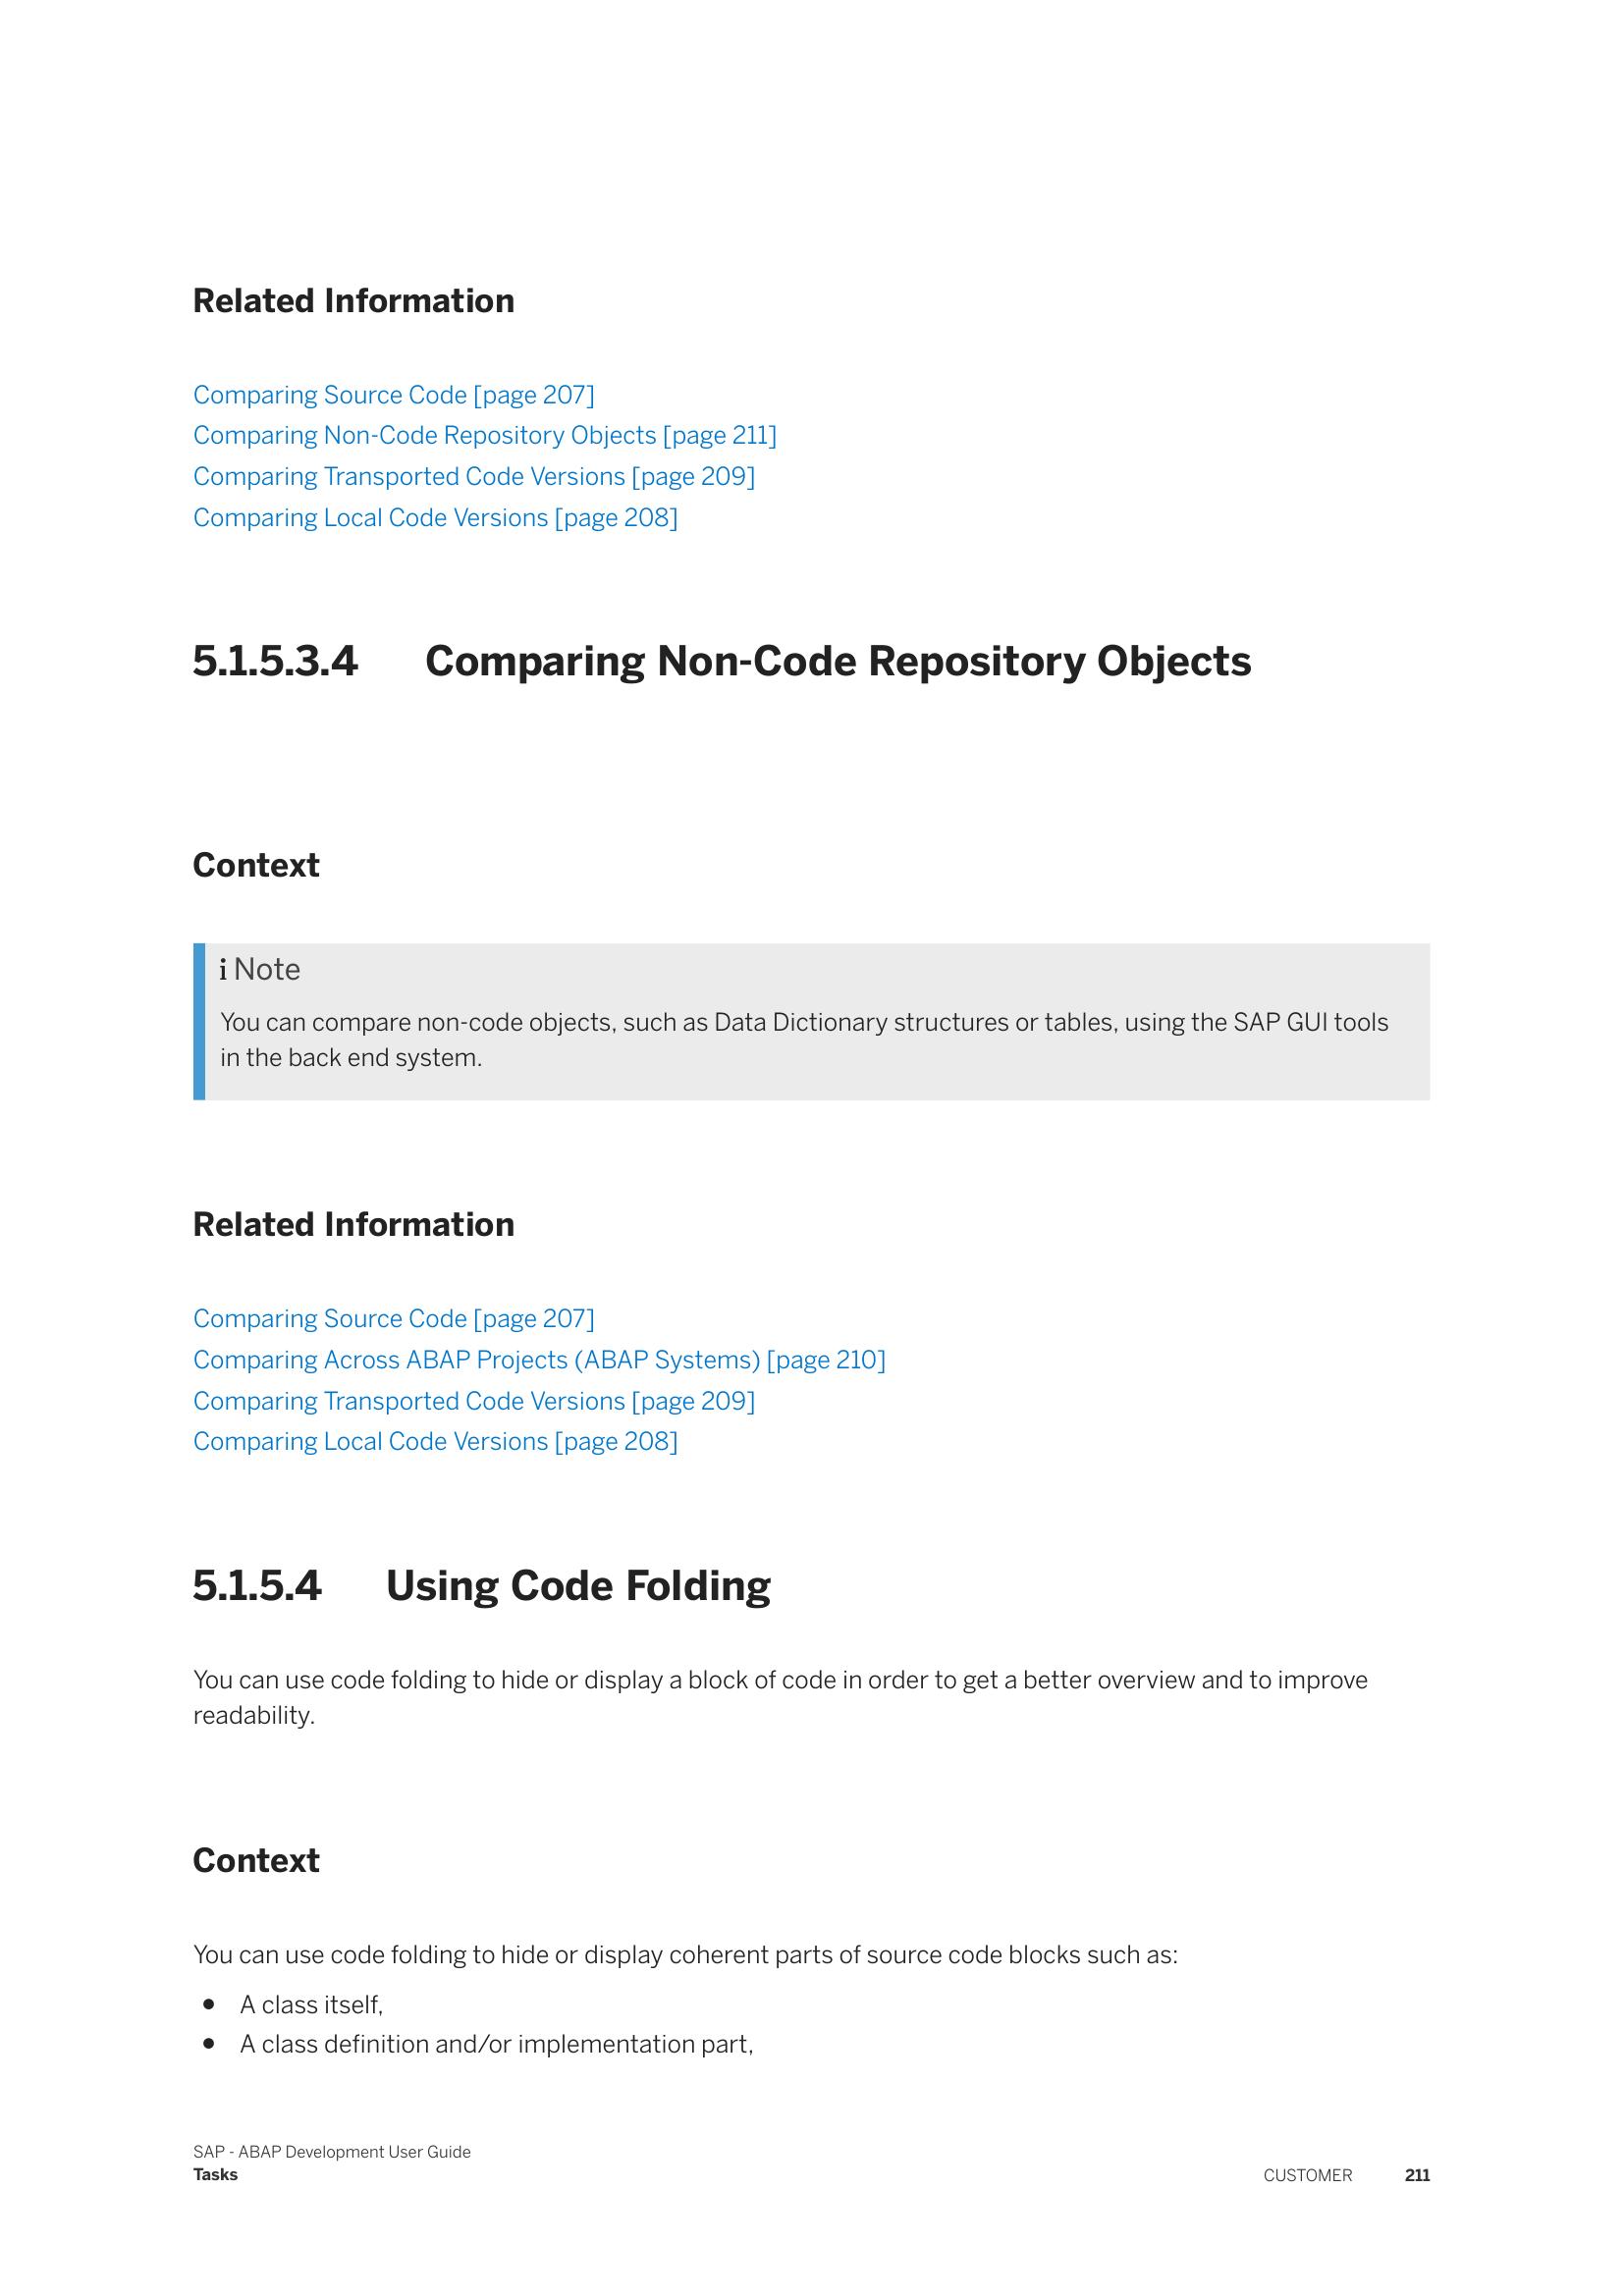 Related Information
Comparing Source Code [page 207]
Comparing Non-Code Repository Objects [page 211]
Comparing Transported Code Versions [page 209]
Comparing Local Code Versions [page 208]
5.1.5.3.4 Comparing Non-Code Repository Objects
Context
i Note
You can compare non-code objects, such as Data Dictionary structures or tables, using the SAP GUI tools
in the back end system.
Related Information
Comparing Source Code [page 207]
Comparing Across ABAP Projects (ABAP Systems) [page 210]
Comparing Transported Code Versions [page 209]
Comparing Local Code Versions [page 208]
5.1.5.4 Using Code Folding
You can use code folding to hide or display a block of code in order to get a better overview and to improve
readability.
Context
You can use code folding to hide or display coherent parts of source code blocks such as:
• A class itself,
• A class definition and/or implementation part,
SAP - ABAP Development User Guide
Tasks
CUSTOMER 211